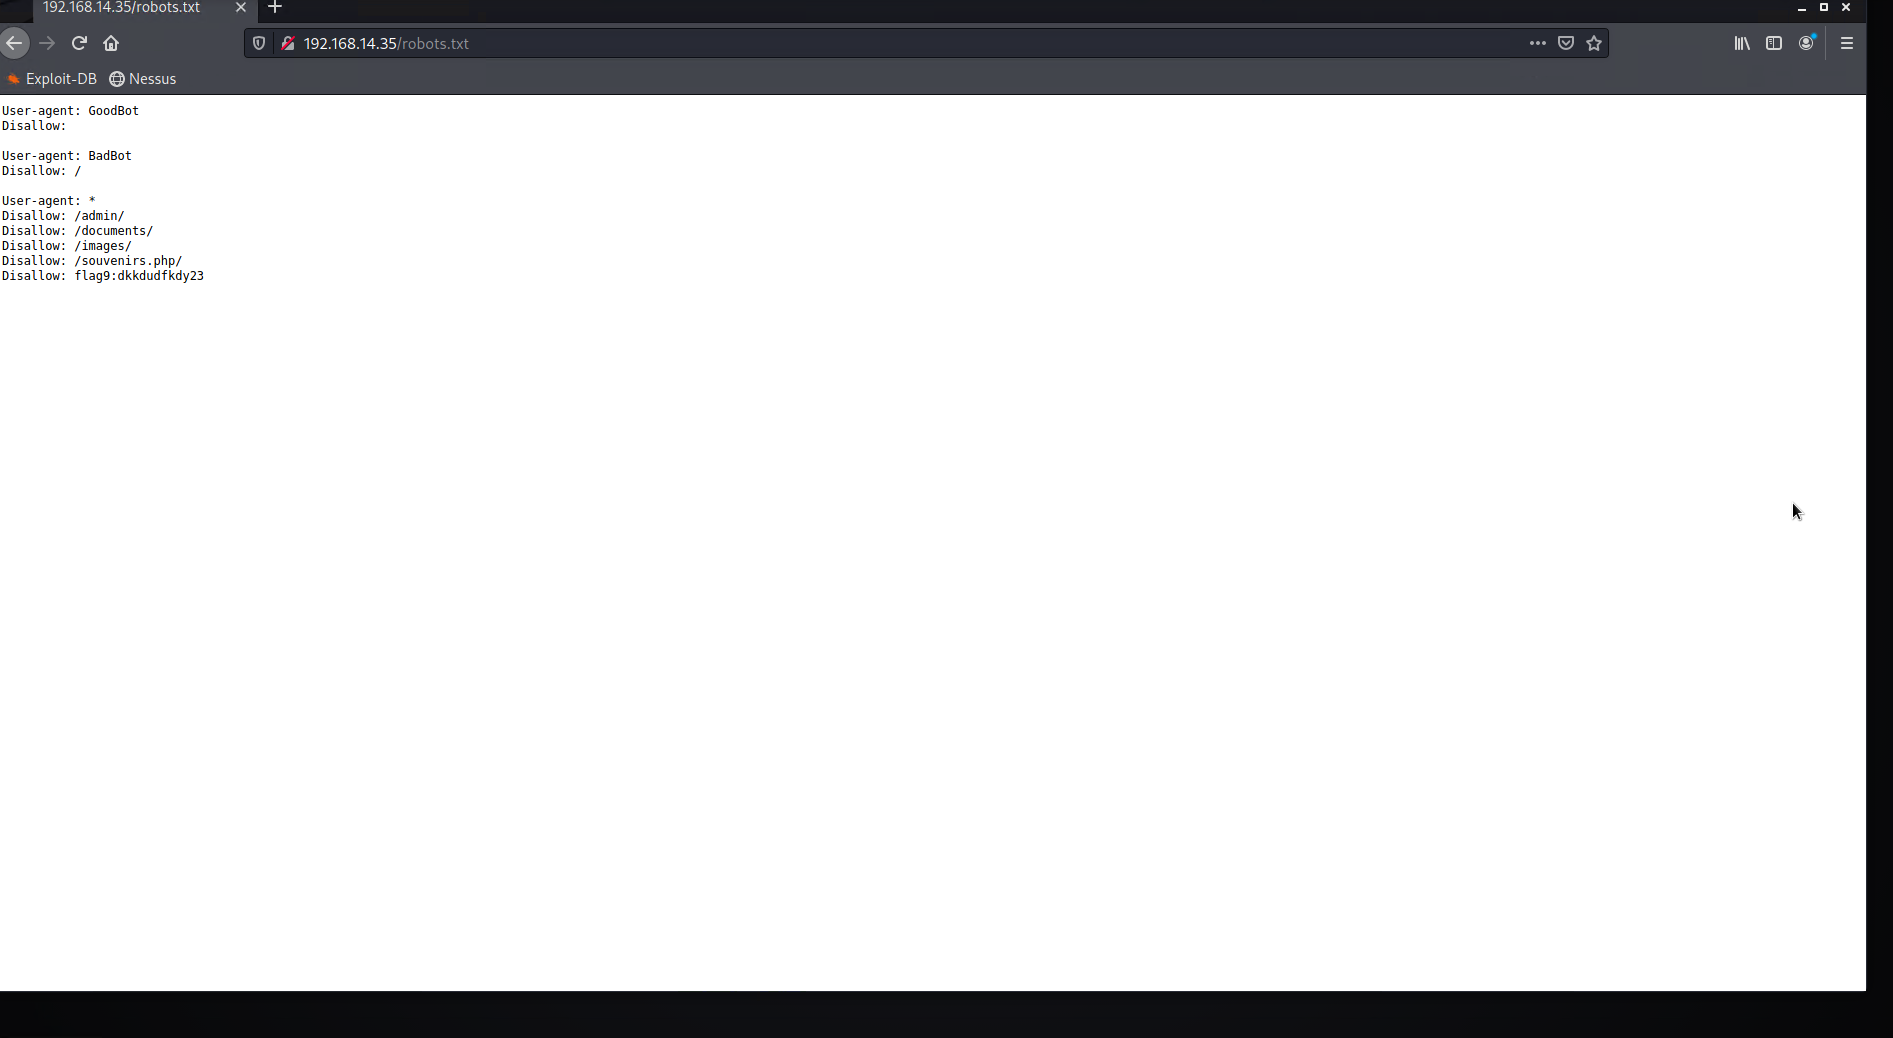 192.168.14.35/robots.txt
192.168.14.35/robots.txt
Exploit-DB Nessus
User-agent: GoodBot
Disallow:
User-agent: BadBot
Disallow: /
User-agent: *
Disallow: /admin/
Disallow: /documents/
Disallow: /images/
Disallow: /souvenirs.php/
Disallow: flag9:dkkdudfkdy23